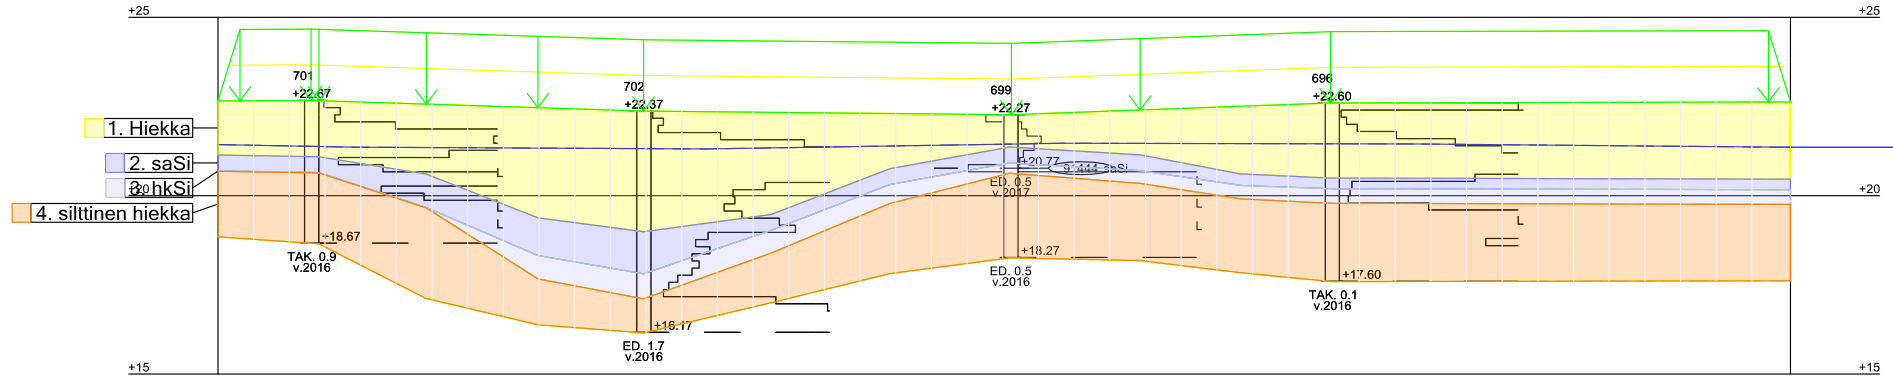 +25
+25
701
+22.67
702
+22.37
699
+22.27
696
+22.60
1. Hiekka
2. saSi
3. hkSi
+20
+20
4. silttinen hiekka
+20.77
ED. 0.5
v.2017
saSi
+18.67
TAK. 0.9
v.2016
+18.27
ED. 0.5
v.2016
+17.60
TAK. 0.1
v.2016
+16.17
ED. 1.7
v.2016
+15
+15